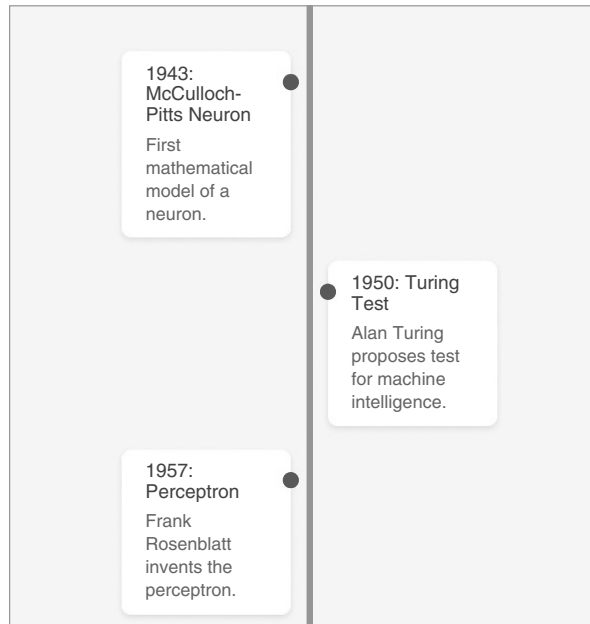 1943:
McCulloch-
Pitts Neuron
First
mathematical
model of a
neuron.
1950: Turing
Test
Alan Turing
proposes test
for machine
intelligence.
1957:
Perceptron
Frank
Rosenblatt
invents the
perceptron.